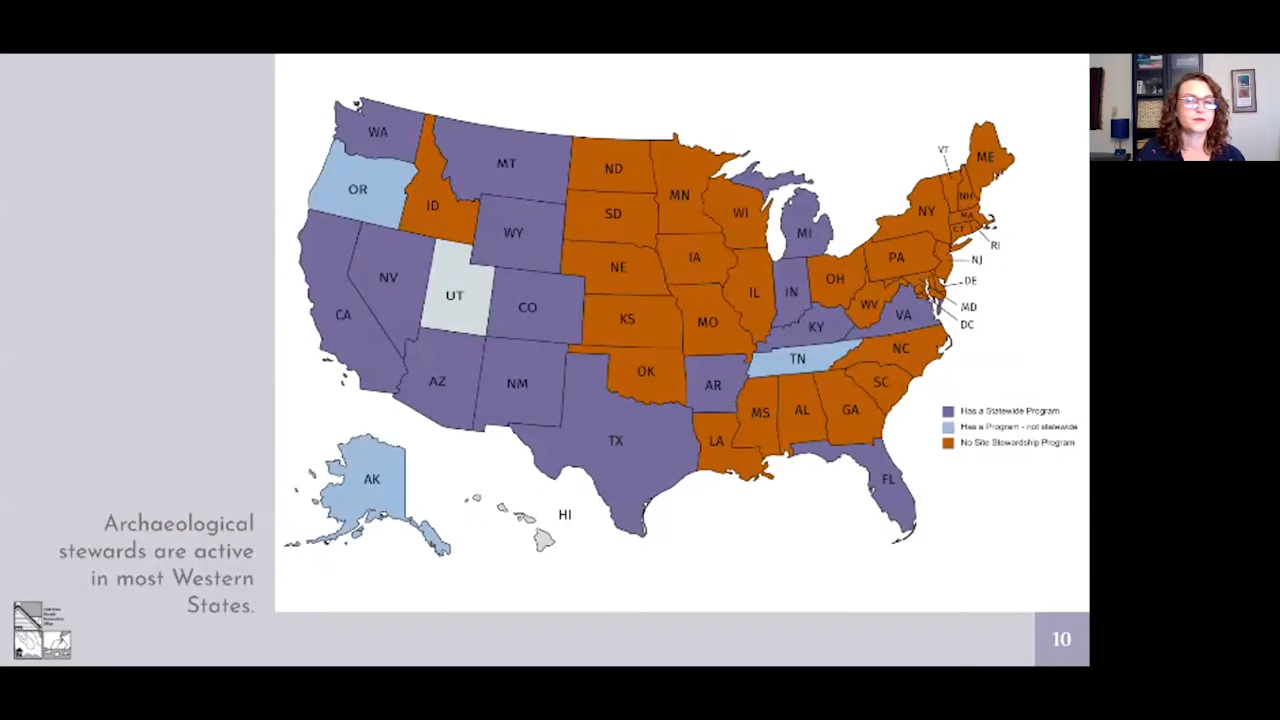 WA
MT
ND
MN
VT
ME
OR
ID
SD
WI
NY
NH
MA
CT
RI
WY
MI
NV
UT
CO
NE
IA
IL
IN
OH
PA
NJ
DE
WV
MD
DC
VA
CA
KS
MO
KY
TN
NC
AZ
NM
OK
AR
SC
MS
AL
GA
TX
LA
FL
AK
HI
Has a Statewide Program
Has a Program - not statewide
No Site Stewardship Program
Archaeological
stewards are active
in most Western
States.
10